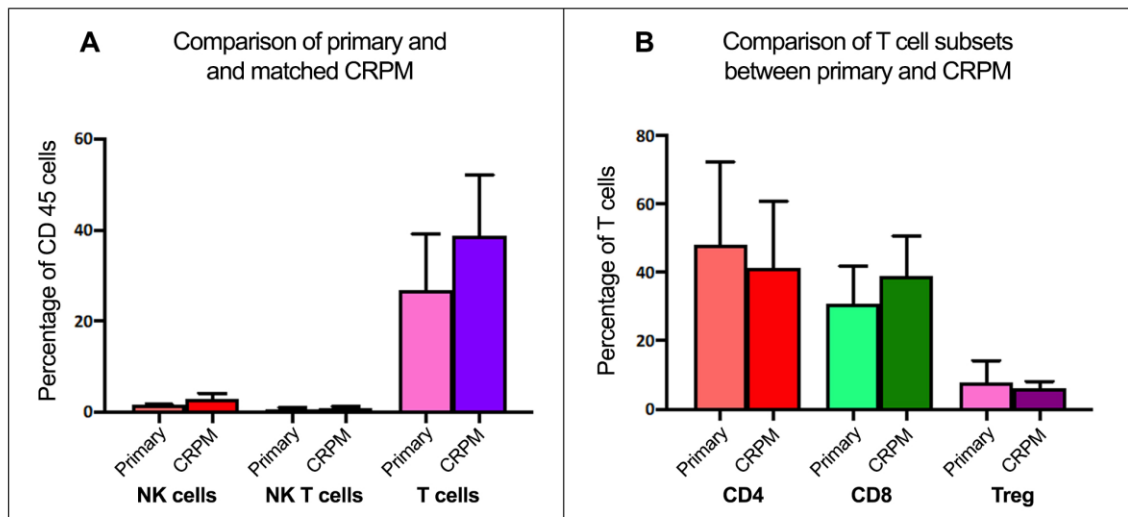 A
Comparison of primary and
and matched CRPM
Percentage of CD 45 cells
60
40
20
0
Primary
CRPM
Primary
CRPM
Primary
CRPM
NK cells
NK T cells
T cells
B
Comparison of T cell subsets
between primary and CRPM
Percentage of T cells
80
60
40
20
0
Primary
CRPM
Primary
CRPM
Primary
CRPM
CD4
CD8
Treg